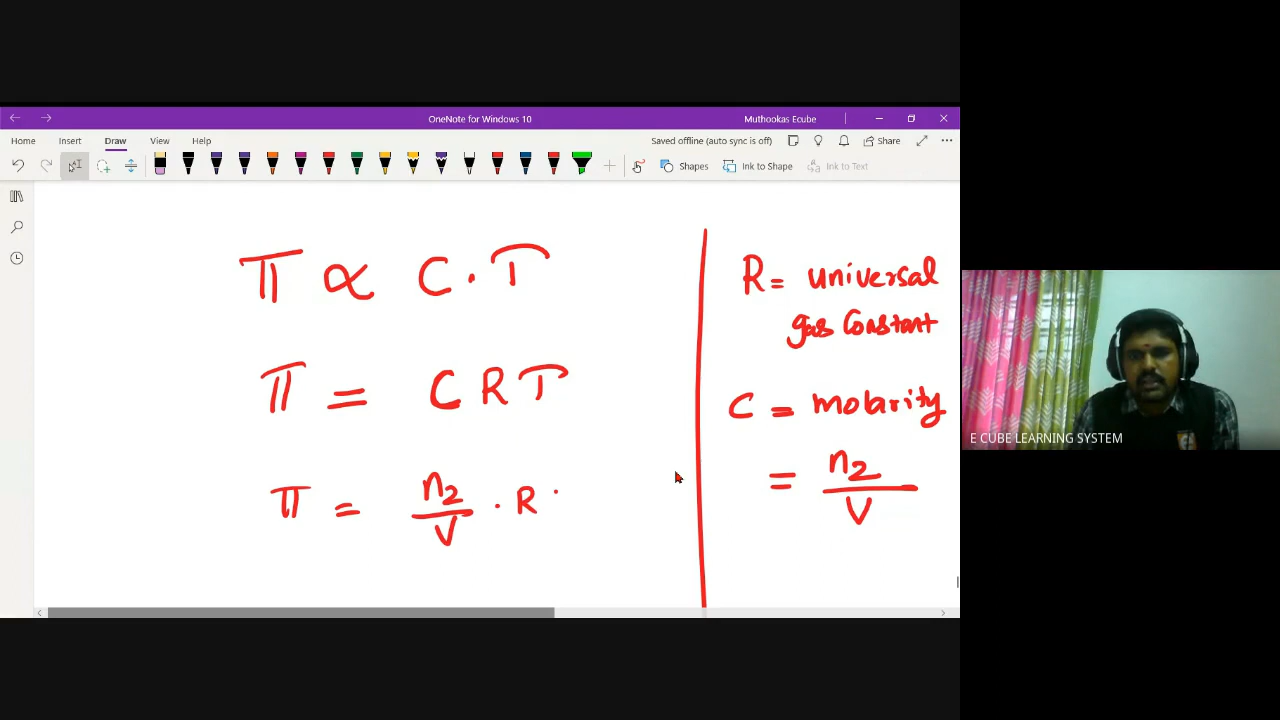 OneNote for Windows 10
Muthookas Ecube
Home Insert Draw View Help
Saved offline (auto sync is off) Share
Shapes Ink to Shape Ink to Text
π ∝ C · T
π = C R T
π = n₂/V · R ·
R = universal
gas Constant
C = molarity
= n₂/V
E CUBE LEARNING SYSTEM